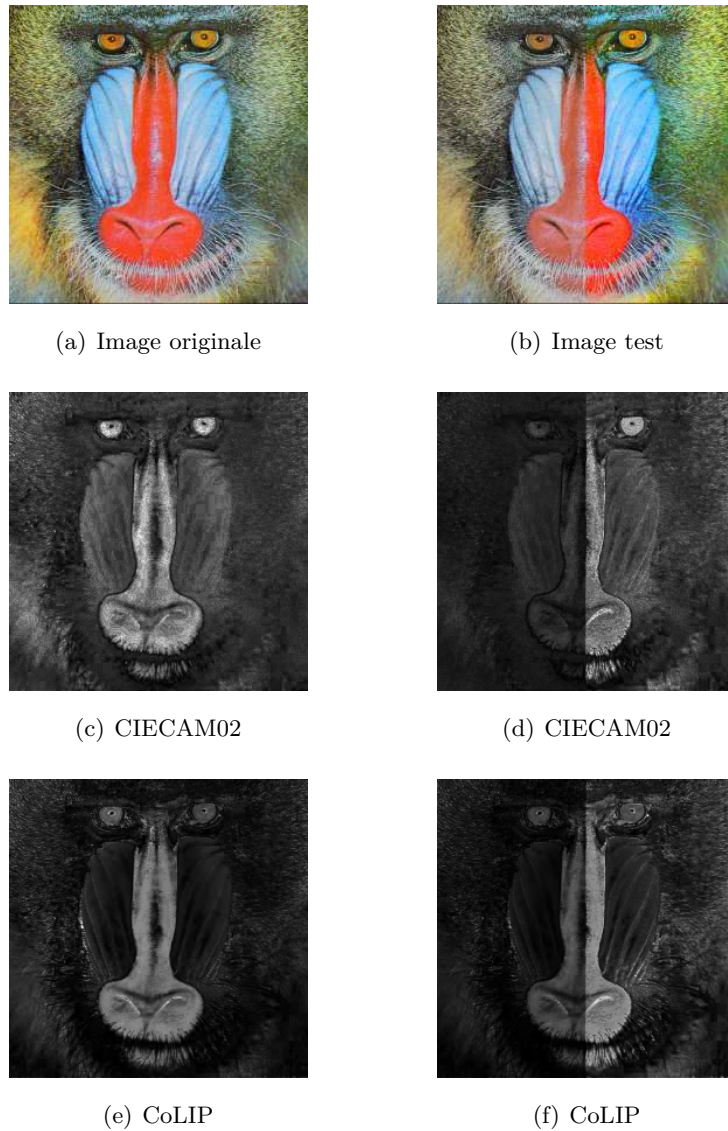 (a) Image originale
(b) Image test
(c) CIECAM02
(d) CIECAM02
(e) CoLIP
(f) CoLIP